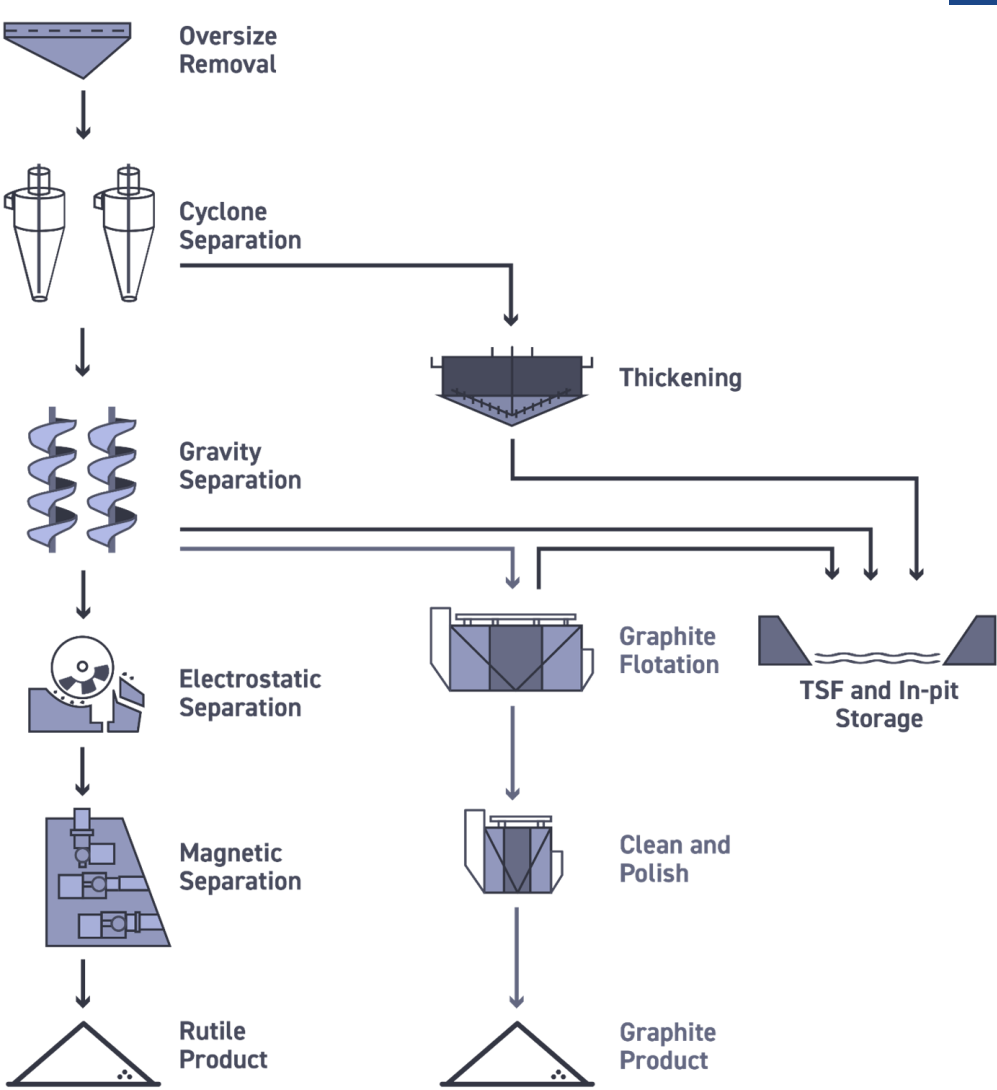 Oversize
Removal
Cyclone
Separation
Thickening
Gravity
Separation
Graphite
Flotation
TSF and In-pit
Storage
Electrostatic
Separation
Magnetic
Separation
Clean and
Polish
Rutile
Product
Graphite
Product